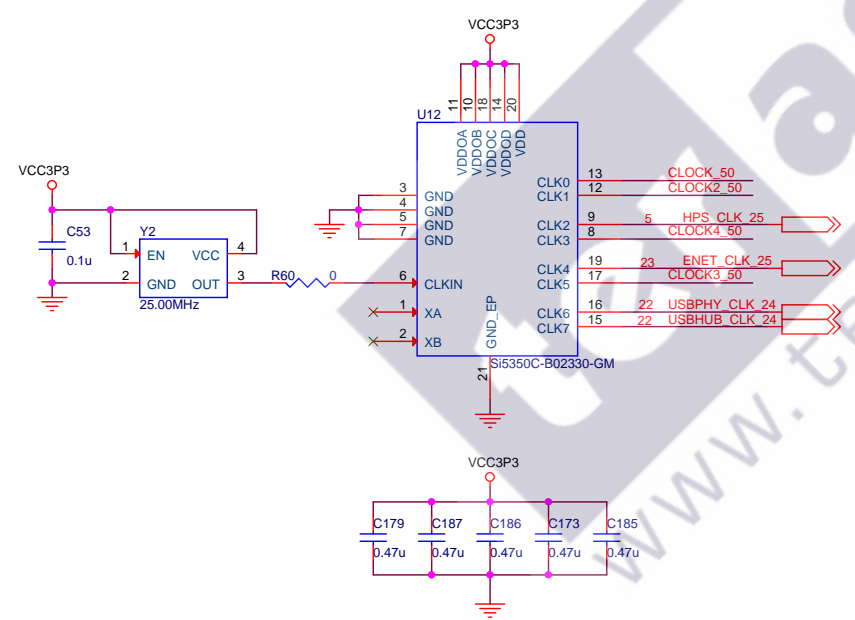 VCC3P3
11
10
18
14
20
U12
VDDOA
VDDOB
VDDOC
VDDOD
VDD
VCC3P3
C53
0.1u
Y2
1 EN VCC 4
2 GND OUT 3
25.00MHz
R60 0
3 GND
4 GND
5 GND
7 GND
6 CLKIN
1 XA
2 XB
GND_EP
21
CLK0 13 CLOCK_50
CLK1 12 CLOCK2_50
CLK2 9 5 HPS_CLK_25
CLK3 8 CLOCK4_50
CLK4 19 23 ENET_CLK_25
CLK5 17 CLOCK3_50
CLK6 16 22 USBPHY_CLK_24
CLK7 15 22 USBHUB_CLK_24
Si5350C-B02330-GM
VCC3P3
C179 C187 C186 C173 C185
0.47u 0.47u 0.47u 0.47u 0.47u
tera
www.t